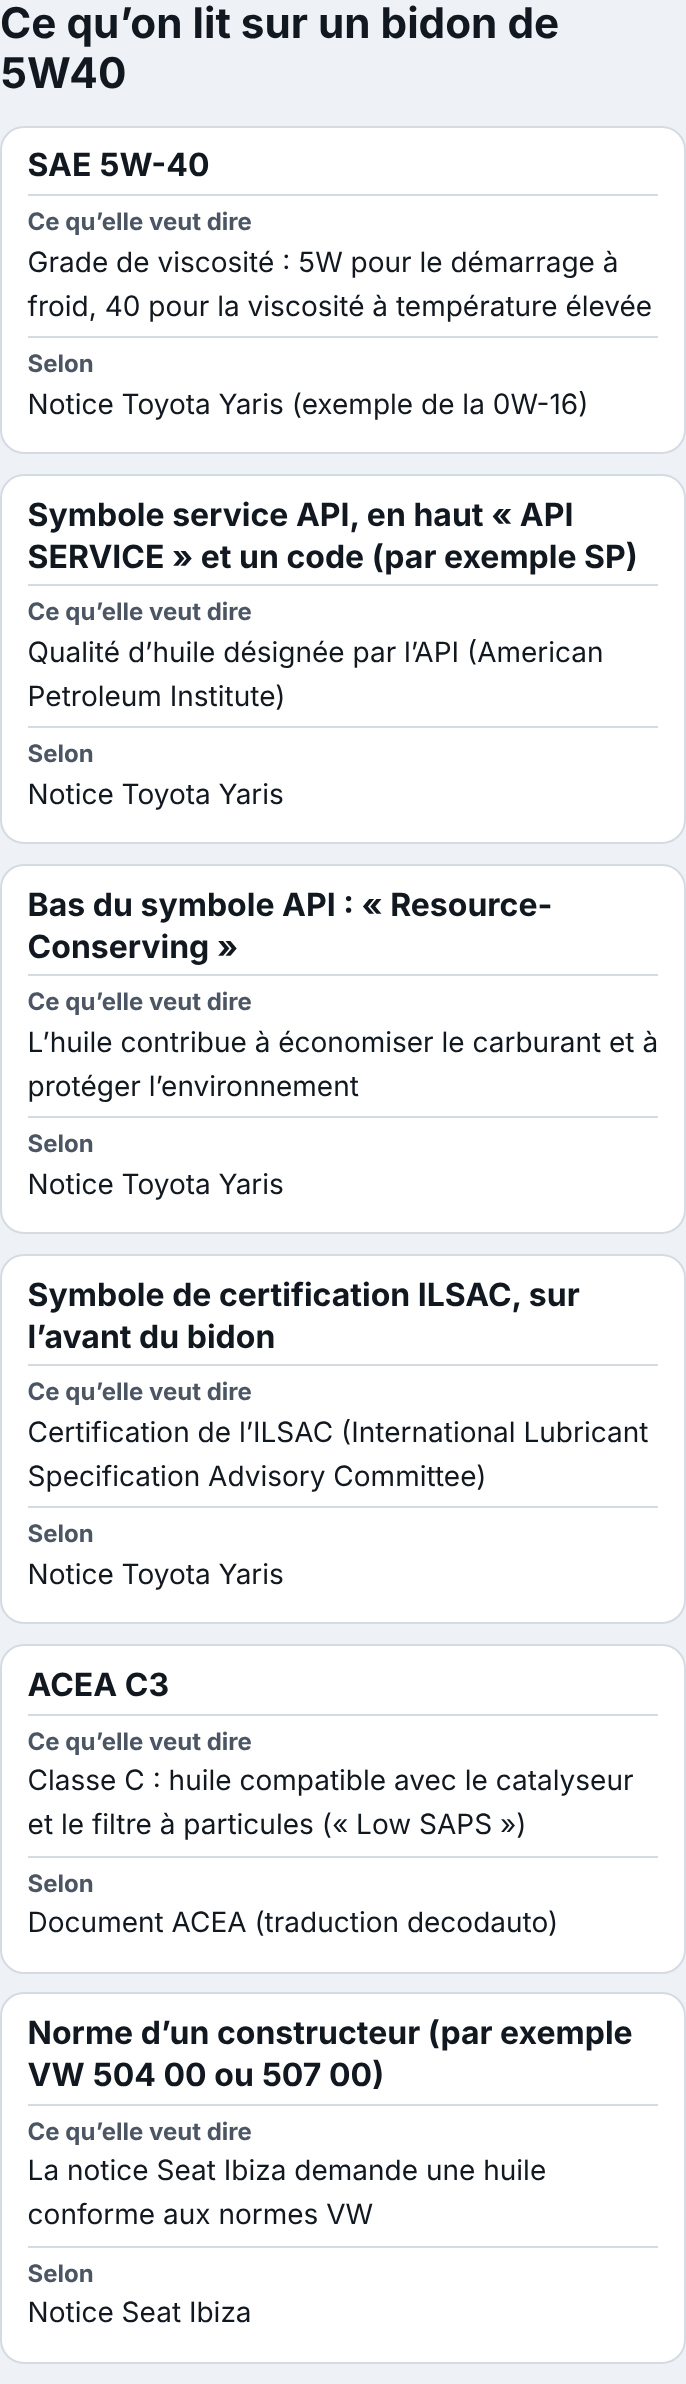 Ce qu’on lit sur un bidon de
5W40
SAE 5W-40
Ce qu’elle veut dire
Grade de viscosité : 5W pour le démarrage à
froid, 40 pour la viscosité à température élevée
Selon
Notice Toyota Yaris (exemple de la 0W-16)
Symbole service API, en haut « API
SERVICE » et un code (par exemple SP)
Ce qu’elle veut dire
Qualité d’huile désignée par l’API (American
Petroleum Institute)
Selon
Notice Toyota Yaris
Bas du symbole API : « Resource-
Conserving »
Ce qu’elle veut dire
L’huile contribue à économiser le carburant et à
protéger l’environnement
Selon
Notice Toyota Yaris
Symbole de certification ILSAC, sur
l’avant du bidon
Ce qu’elle veut dire
Certification de l’ILSAC (International Lubricant
Specification Advisory Committee)
Selon
Notice Toyota Yaris
ACEA C3
Ce qu’elle veut dire
Classe C : huile compatible avec le catalyseur
et le filtre à particules (« Low SAPS »)
Selon
Document ACEA (traduction decodauto)
Norme d’un constructeur (par exemple
VW 504 00 ou 507 00)
Ce qu’elle veut dire
La notice Seat Ibiza demande une huile
conforme aux normes VW
Selon
Notice Seat Ibiza